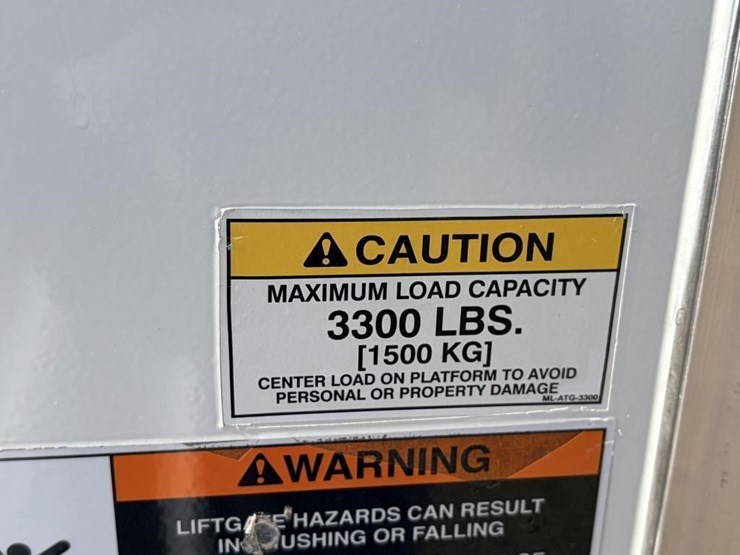 CAUTION
MAXIMUM LOAD CAPACITY
3300 LBS.
[1500 KG]
CENTER LOAD ON PLATFORM TO AVOID
PERSONAL OR PROPERTY DAMAGE
ML-ATG-3300
WARNING
HAZARDS CAN RESULT
OR FALLING